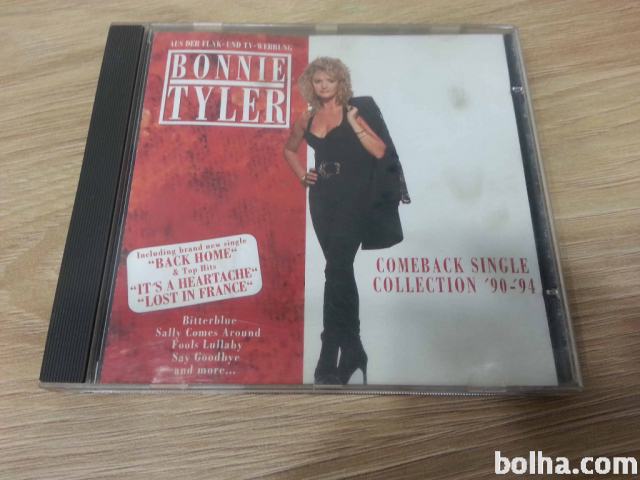 AUS DER FUNK- UND TV-WERBUNG
BONNIE
TYLER
Including brand new single
"BACK HOME"
& Top Hits
"IT'S A HEARTACHE"
"LOST IN FRANCE"
Bitterblue
Sally Comes Around
Fools Lullaby
Say Goodbye
and more...
COMEBACK SINGLE
COLLECTION '90-'94
bolha.com